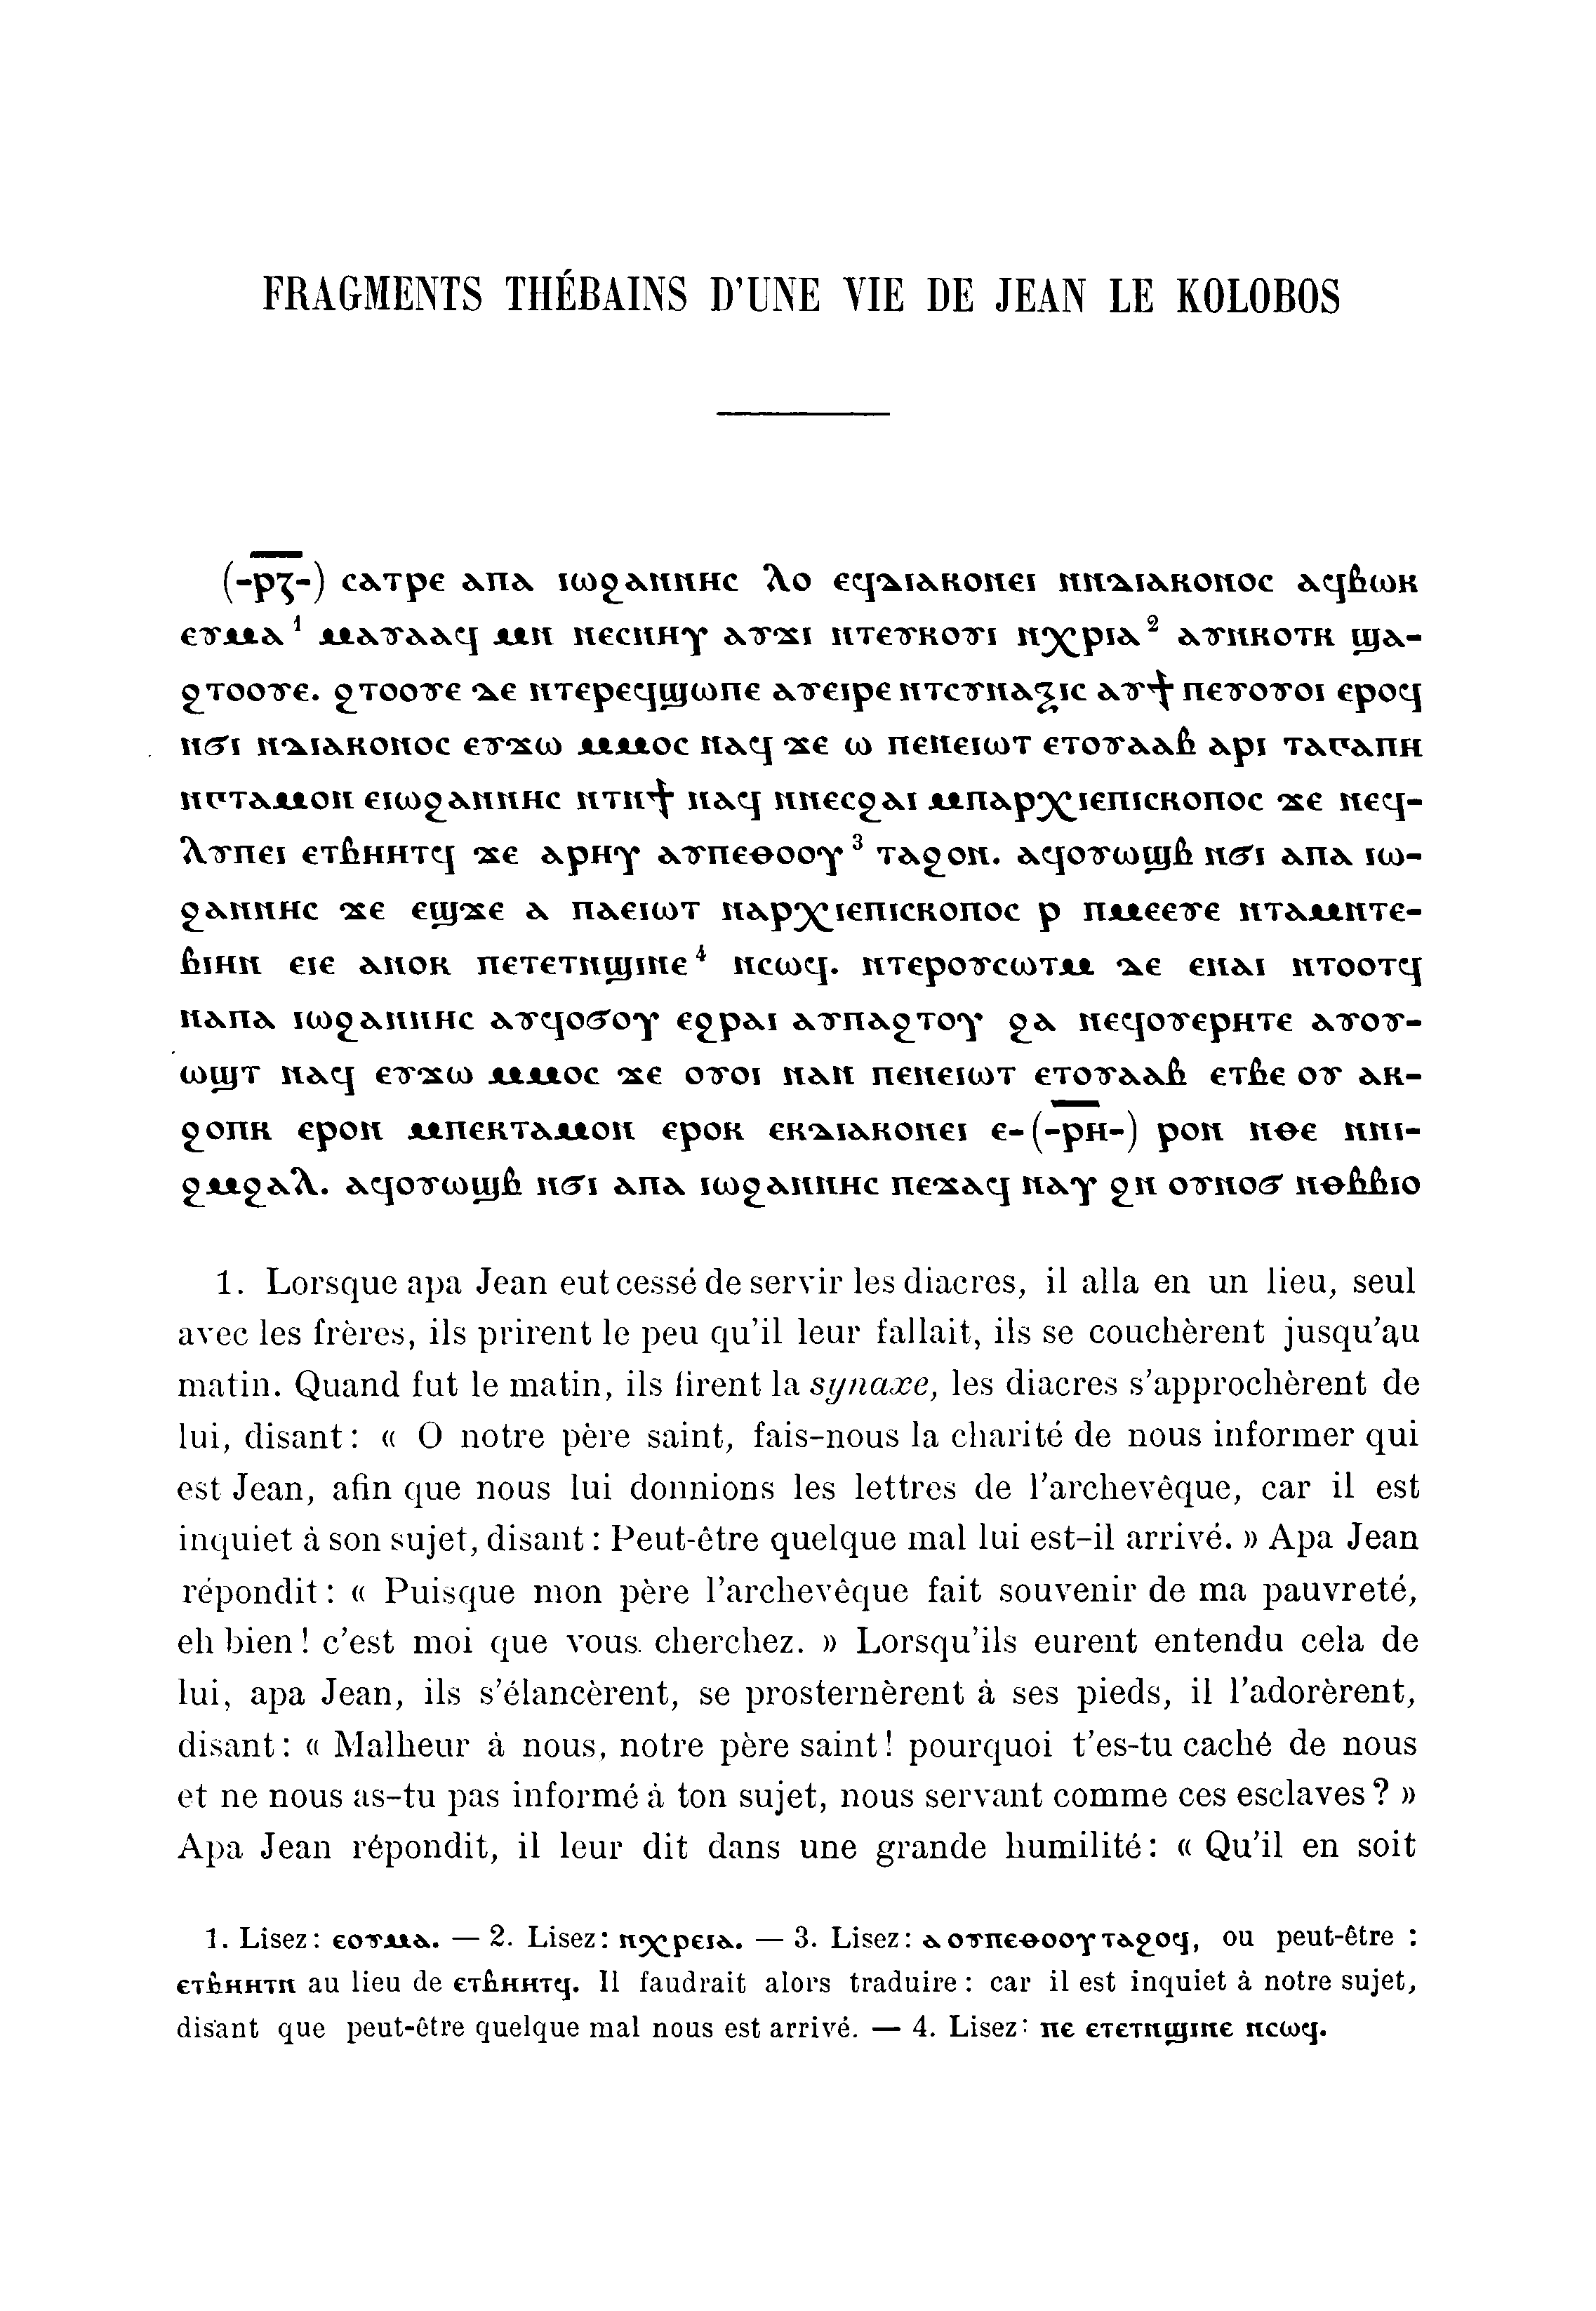 FRAGMENTS THÉBAINS D'UNE VIE DE JEAN LE KOLOBOS
(-ⲣ̅ⲍ̅-) ⲥⲁⲧⲣⲉ ⲁⲡⲁ ⲓⲱϩⲁⲛⲛⲏⲥ ⲗⲟ ⲉϥⲇⲓⲁⲕⲟⲛⲉⲓ ⲛⲛⲇⲓⲁⲕⲟⲛⲟⲥ ⲁϥⲃⲱⲕ
ⲉⲩⲙⲁ¹ ⲙⲁⲩⲁⲁϥ ⲙⲛ ⲛⲉⲥⲛⲏⲩ ⲁⲩϫⲓ ⲛⲧⲉⲩⲕⲟⲩⲓ ⲛⲭⲣⲓⲁ² ⲁⲩⲛⲕⲟⲧⲕ ϣⲁ-
ϩⲧⲟⲟⲩⲉ. ϩⲧⲟⲟⲩⲉ ⲇⲉ ⲛⲧⲉⲣⲉϥϣⲱⲡⲉ ⲁⲩⲉⲓⲣⲉ ⲛⲧⲥⲩⲛⲁⲝⲓⲥ ⲁⲩϯ ⲡⲉⲩⲟⲩⲟⲓ ⲉⲣⲟϥ
ⲛϭⲓ ⲛⲇⲓⲁⲕⲟⲛⲟⲥ ⲉⲩϫⲱ ⲙⲙⲟⲥ ⲛⲁϥ ϫⲉ ⲱ ⲡⲉⲛⲉⲓⲱⲧ ⲉⲧⲟⲩⲁⲁⲃ ⲁⲣⲓ ⲧⲁⲅⲁⲡⲏ
ⲛⲅⲧⲁⲙⲟⲛ ⲉⲓⲱϩⲁⲛⲛⲏⲥ ⲛⲧⲛϯ ⲛⲁϥ ⲛⲛⲉⲥϩⲁⲓ ⲙⲡⲁⲣⲭⲓⲉⲡⲓⲥⲕⲟⲡⲟⲥ ϫⲉ ⲛⲉϥ-
ⲗⲩⲡⲉⲓ ⲉⲧⲃⲏⲏⲧϥ ϫⲉ ⲁⲣⲏⲩ ⲁⲩⲡⲉⲑⲟⲟⲩ³ ⲧⲁϩⲟⲛ. ⲁϥⲟⲩⲱϣⲃ ⲛϭⲓ ⲁⲡⲁ ⲓⲱ-
ϩⲁⲛⲛⲏⲥ ϫⲉ ⲉϣϫⲉ ⲁ ⲡⲁⲉⲓⲱⲧ ⲛⲁⲣⲭⲓⲉⲡⲓⲥⲕⲟⲡⲟⲥ ⲣ ⲡⲙⲉⲉⲩⲉ ⲛⲧⲁⲙⲛⲧⲉ-
ⲃⲓⲏⲛ ⲉⲓⲉ ⲁⲛⲟⲕ ⲡⲉⲧⲉⲧⲛϣⲓⲛⲉ⁴ ⲛⲥⲱϥ. ⲛⲧⲉⲣⲟⲩⲥⲱⲧⲙ ⲇⲉ ⲉⲛⲁⲓ ⲛⲧⲟⲟⲧϥ
ⲛⲁⲡⲁ ⲓⲱϩⲁⲛⲛⲏⲥ ⲁⲩϥⲟϭⲟⲩ ⲉϩⲣⲁⲓ ⲁⲩⲡⲁϩⲧⲟⲩ ϩⲁ ⲛⲉϥⲟⲩⲉⲣⲏⲧⲉ ⲁⲩⲟⲩ-
ⲱϣⲧ ⲛⲁϥ ⲉⲩϫⲱ ⲙⲙⲟⲥ ϫⲉ ⲟⲩⲟⲓ ⲛⲁⲛ ⲡⲉⲛⲉⲓⲱⲧ ⲉⲧⲟⲩⲁⲁⲃ ⲉⲧⲃⲉ ⲟⲩ ⲁⲕ-
ϩⲟⲡⲕ ⲉⲣⲟⲛ ⲙⲡⲉⲕⲧⲁⲙⲟⲛ ⲉⲣⲟⲕ ⲉⲕⲇⲓⲁⲕⲟⲛⲉⲓ ⲉ-(-ⲣ̅ⲏ̅-) ⲣⲟⲛ ⲛⲑⲉ ⲛⲛⲓ-
ϩⲙϩⲁⲗ. ⲁϥⲟⲩⲱϣⲃ ⲛϭⲓ ⲁⲡⲁ ⲓⲱϩⲁⲛⲛⲏⲥ ⲡⲉϫⲁϥ ⲛⲁⲩ ϩⲛ ⲟⲩⲛⲟϭ ⲛⲑⲃⲃⲓⲟ
1. Lorsque apa Jean eut cessé de servir les diacres, il alla en un lieu, seul
avec les frères, ils prirent le peu qu'il leur fallait, ils se couchèrent jusqu'au
matin. Quand fut le matin, ils firent la synaxe, les diacres s'approchèrent de
lui, disant : « O notre père saint, fais-nous la charité de nous informer qui
est Jean, afin que nous lui donnions les lettres de l'archevêque, car il est
inquiet à son sujet, disant : Peut-être quelque mal lui est-il arrivé. » Apa Jean
répondit : « Puisque mon père l'archevêque fait souvenir de ma pauvreté,
eh bien ! c'est moi que vous cherchez. » Lorsqu'ils eurent entendu cela de
lui, apa Jean, ils s'élancèrent, se prosternèrent à ses pieds, il l'adorèrent,
disant : « Malheur à nous, notre père saint ! pourquoi t'es-tu caché de nous
et ne nous as-tu pas informé à ton sujet, nous servant comme ces esclaves ? »
Apa Jean répondit, il leur dit dans une grande humilité : « Qu'il en soit
1. Lisez : ⲉⲟⲩⲙⲁ. — 2. Lisez : ⲛⲭⲣⲉⲓⲁ. — 3. Lisez : ⲁ ⲟⲩⲡⲉⲑⲟⲟⲩ ⲧⲁϩⲟϥ, ou peut-être :
ⲉⲧⲃⲏⲏⲧⲛ au lieu de ⲉⲧⲃⲏⲏⲧϥ. Il faudrait alors traduire : car il est inquiet à notre sujet,
disant que peut-être quelque mal nous est arrivé. — 4. Lisez : ⲡⲉ ⲉⲧⲉⲧⲛϣⲓⲛⲉ ⲛⲥⲱϥ.